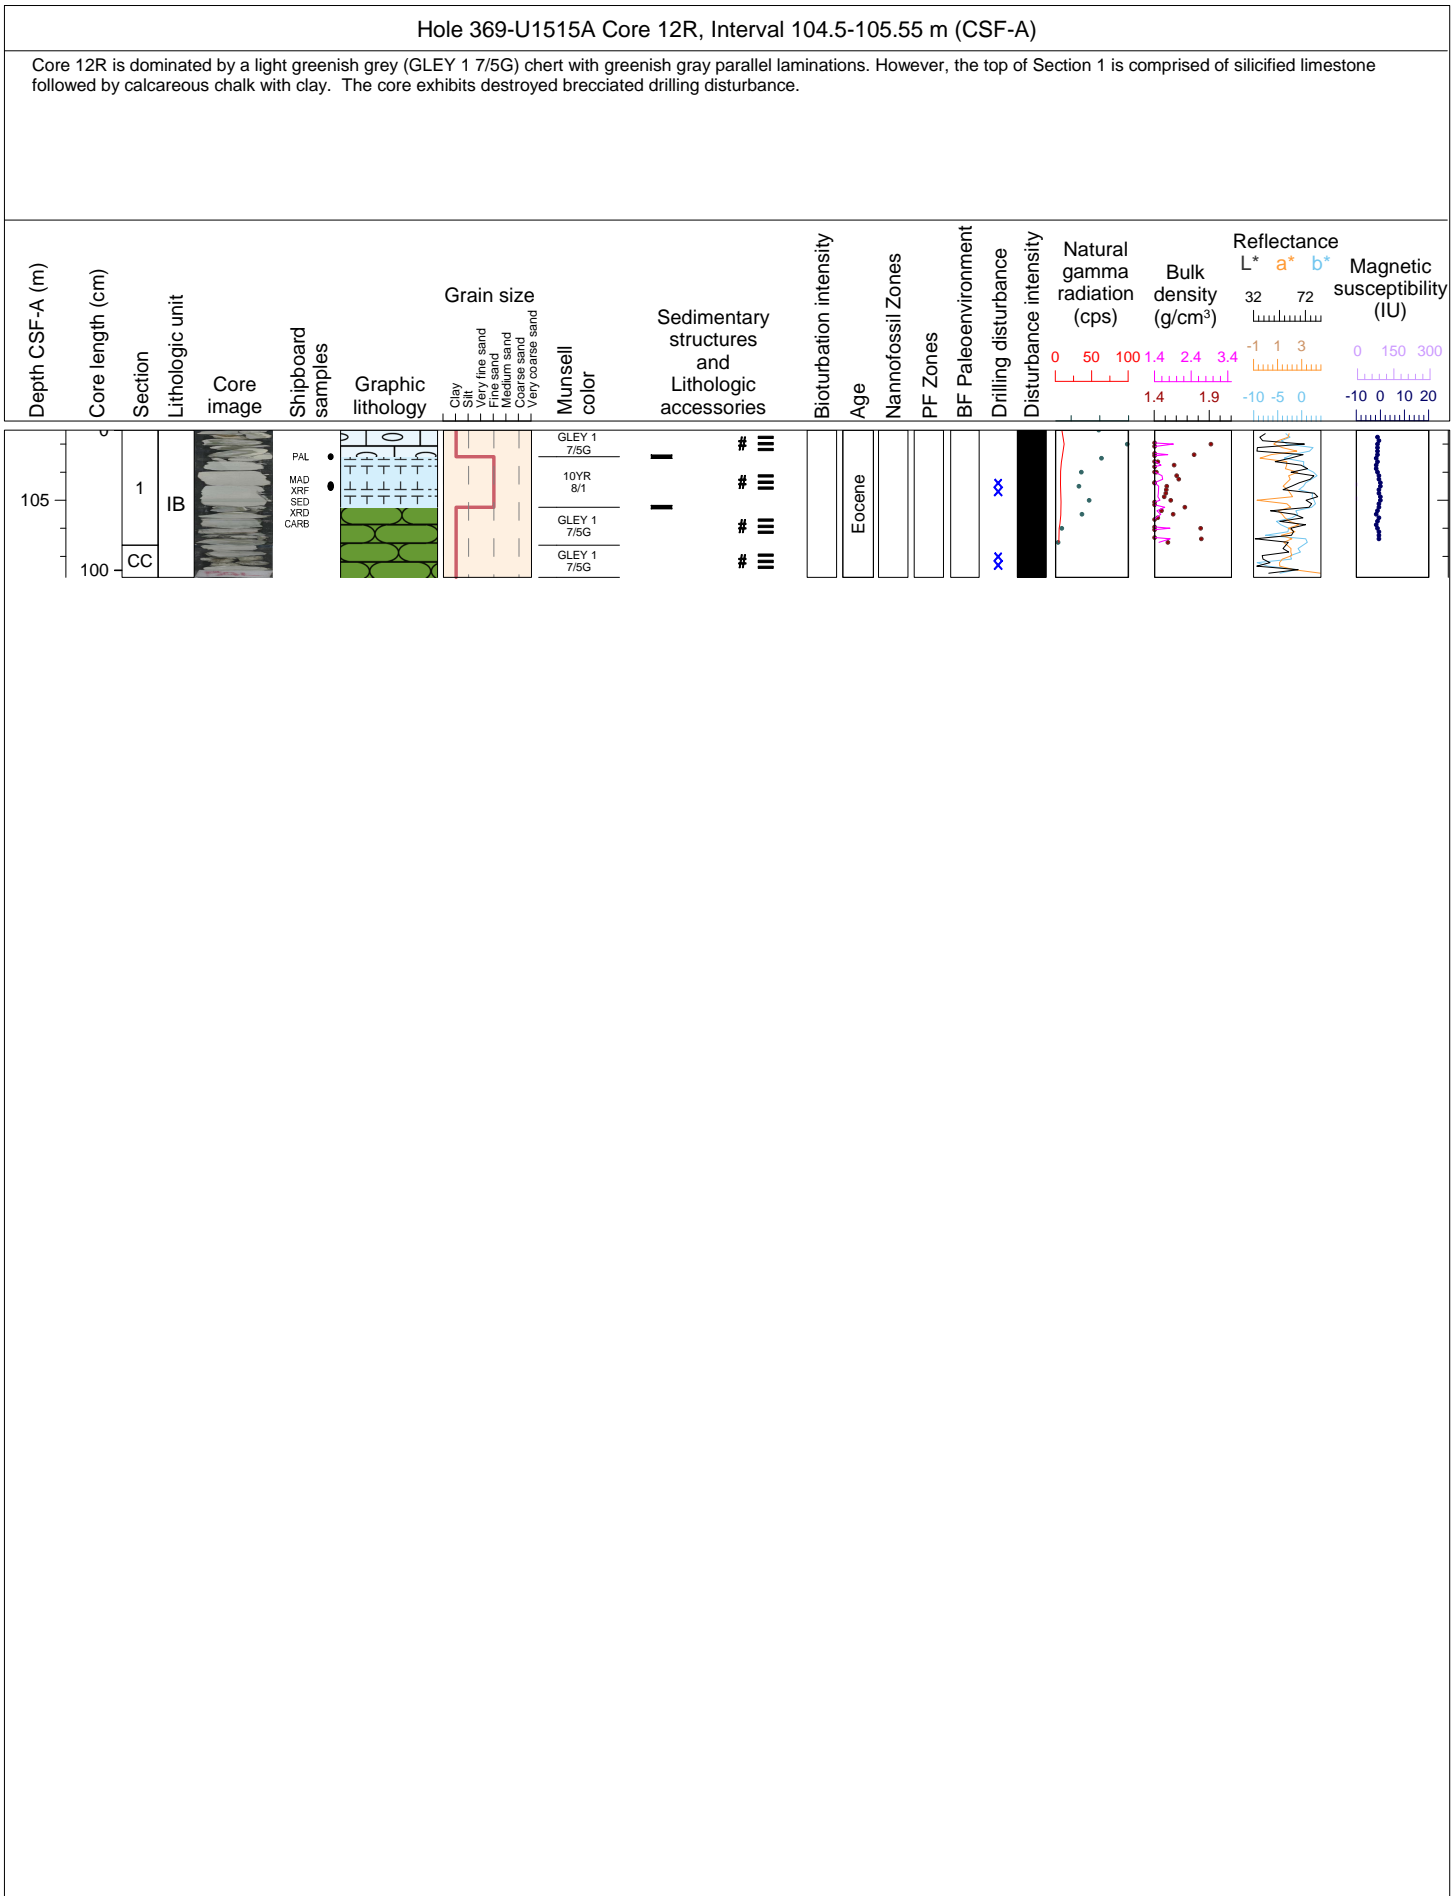 Hole 369-U1515A Core 12R, Interval 104.5-105.55 m (CSF-A)
Core 12R is dominated by a light greenish grey (GLEY 1 7/5G) chert with greenish gray parallel laminations. However, the top of Section 1 is comprised of silicified limestone
followed by calcareous chalk with clay. The core exhibits destroyed brecciated drilling disturbance.
Depth CSF-A (m)
Core length (cm)
Section
Lithologic unit
Core
image
Shipboard
samples
Graphic
lithology
Grain size
Clay
Silt
Very fine sand
Fine sand
Medium sand
Coarse sand
Very coarse sand
Munsell
color
Sedimentary
structures
and
Lithologic
accessories
Bioturbation intensity
Age
Nannofossil Zones
PF Zones
BF Paleoenvironment
Drilling disturbance
Disturbance intensity
Natural
gamma
radiation
(cps)
0 50 100
Bulk
density
(g/cm³)
1.4 2.4 3.4
1.4 1.9
Reflectance
L* a* b*
32 72
-1 1 3
-10 -5 0
Magnetic
susceptibility
(IU)
0 150 300
-10 0 10 20
0
105
100
1
CC
IB
PAL
MAD
XRF
SED
XRD
CARB
GLEY 1
7/5G
10YR
8/1
GLEY 1
7/5G
GLEY 1
7/5G
#
#
#
#
Eocene